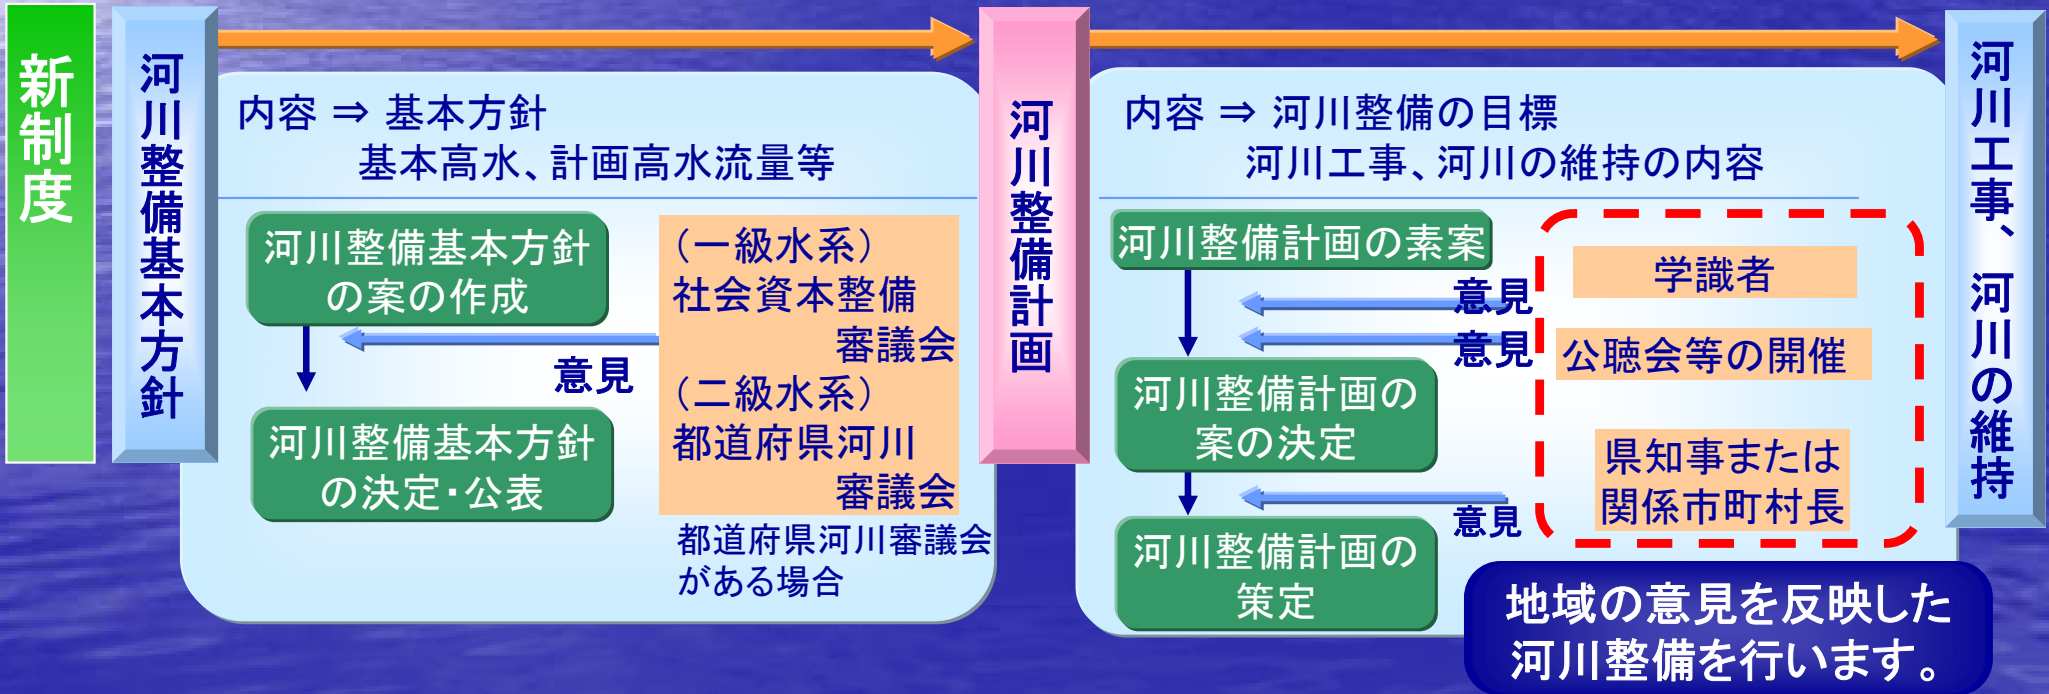 新制度
河川整備基本方針
内容 ⇒ 基本方針
基本高水、計画高水流量等
河川整備基本方針
の案の作成
意見
河川整備基本方針
の決定・公表
（一級水系）
社会資本整備
審議会
（二級水系）
都道府県河川
審議会
都道府県河川審議会
がある場合
河川整備計画
内容 ⇒ 河川整備の目標
河川工事、河川の維持の内容
河川整備計画の素案
意見
意見
河川整備計画の
案の決定
意見
河川整備計画の
策定
学識者
公聴会等の開催
県知事または
関係市町村長
地域の意見を反映した
河川整備を行います。
河川工事、河川の維持